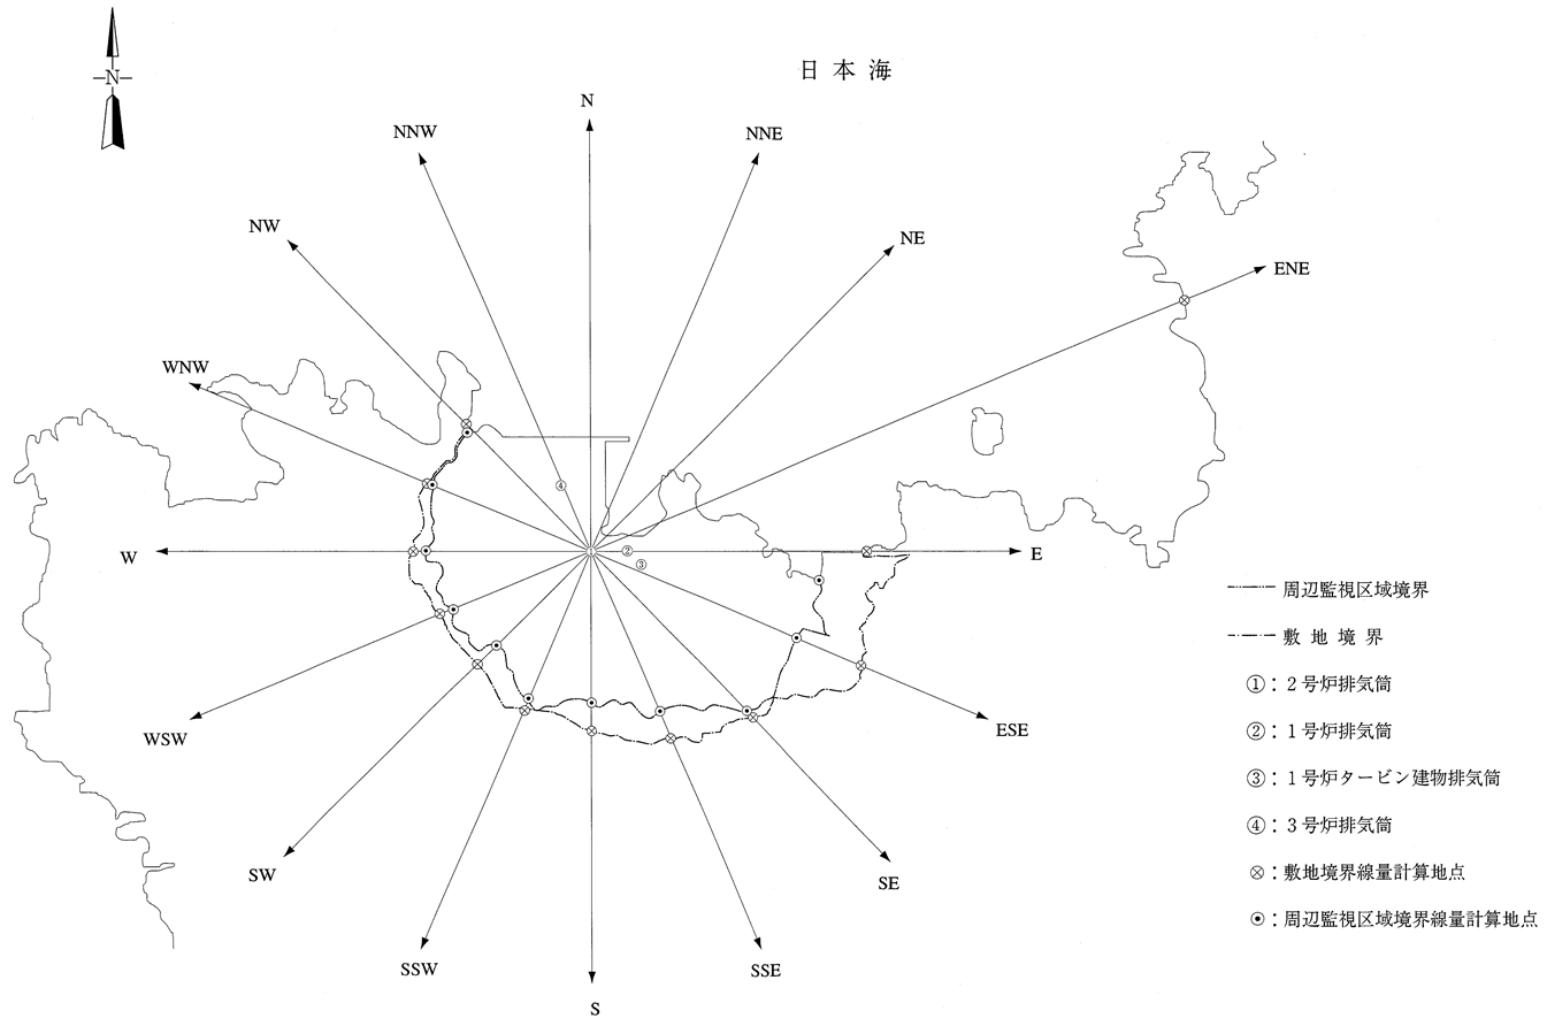 N
日本海
N
NNW
NNE
NW
NE
ENE
WNW
④
W
①
②
E
③
WSW
ESE
SW
SE
SSW
SSE
S
周辺監視区域境界
敷地境界
①：２号炉排気筒
②：１号炉排気筒
③：１号炉タービン建物排気筒
④：３号炉排気筒
⊗：敷地境界線量計算地点
⊙：周辺監視区域境界線量計算地点